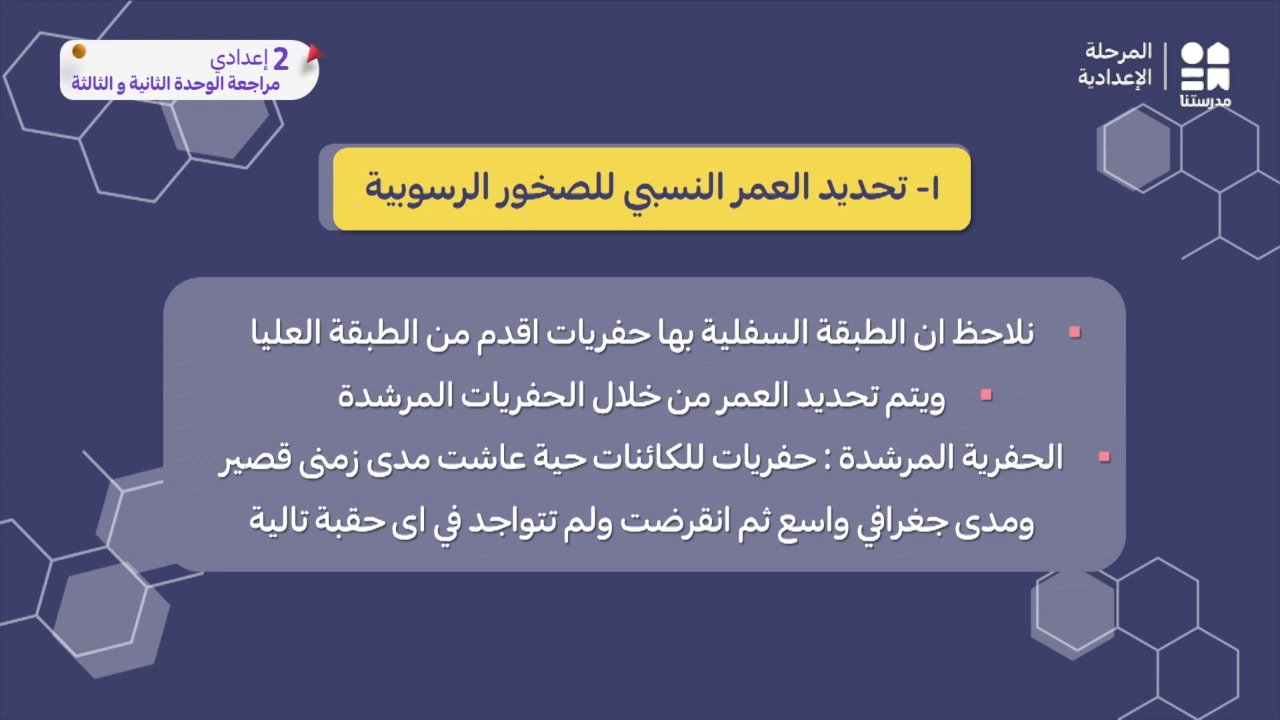 المرحلة
الإعدادية
مدرستنا
2 إعدادي
مراجعة الوحدة الثانية و الثالثة
١- تحديد العمر النسبي للصخور الرسوبية
نلاحظ ان الطبقة السفلية بها حفريات اقدم من الطبقة العليا
ويتم تحديد العمر من خلال الحفريات المرشدة
الحفرية المرشدة : حفريات للكائنات حية عاشت مدى زمنى قصير
ومدى جغرافي واسع ثم انقرضت ولم تتواجد في اى حقبة تالية